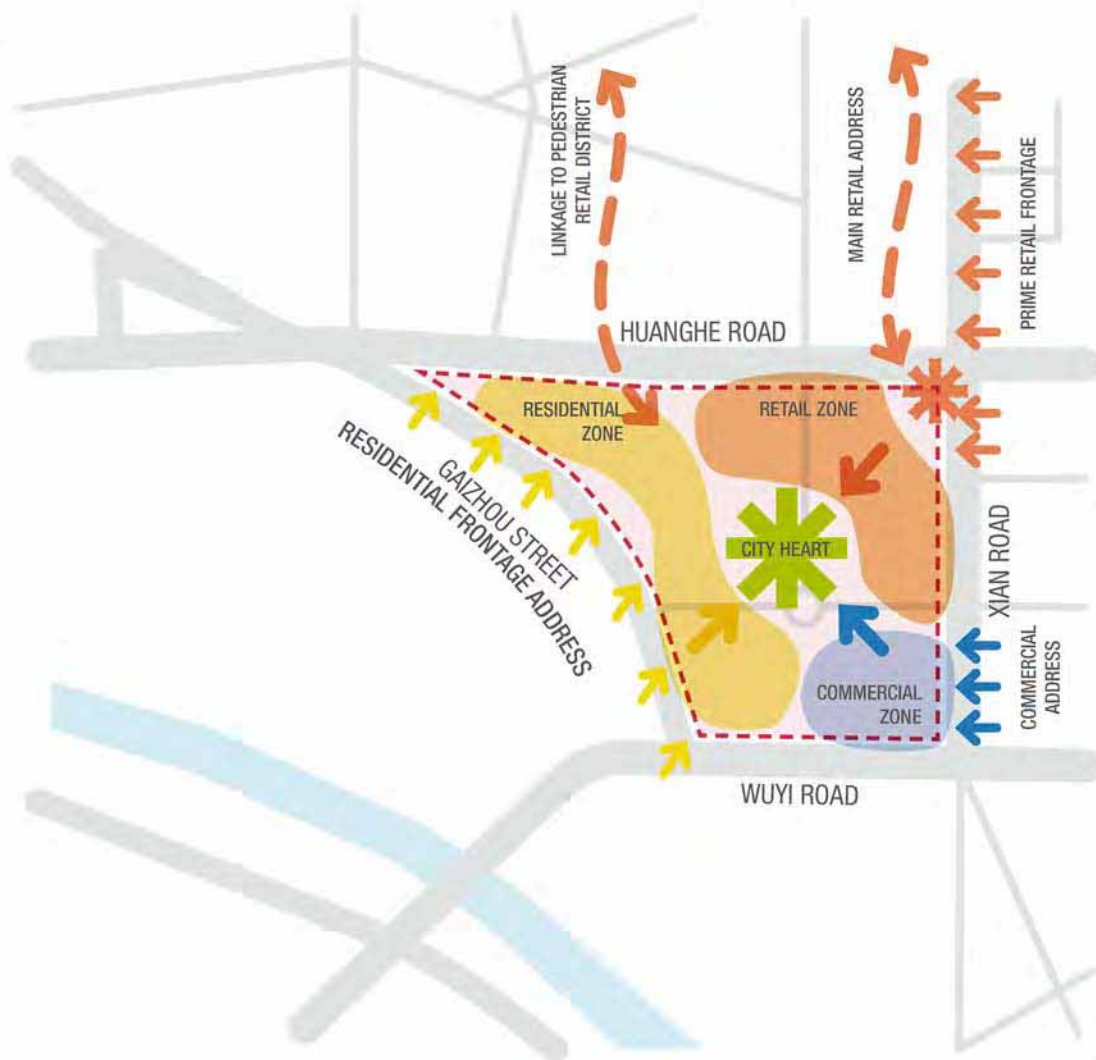 LINKAGE TO PEDESTRIAN
RETAIL DISTRICT
MAIN RETAIL ADDRESS
PRIME RETAIL FRONTAGE
HUANGHE ROAD
RESIDENTIAL
ZONE
RETAIL ZONE
GAIZHOU STREET
RESIDENTIAL FRONTAGE ADDRESS
CITY HEART
XIAN ROAD
COMMERCIAL
ZONE
COMMERCIAL
ADDRESS
WUYI ROAD